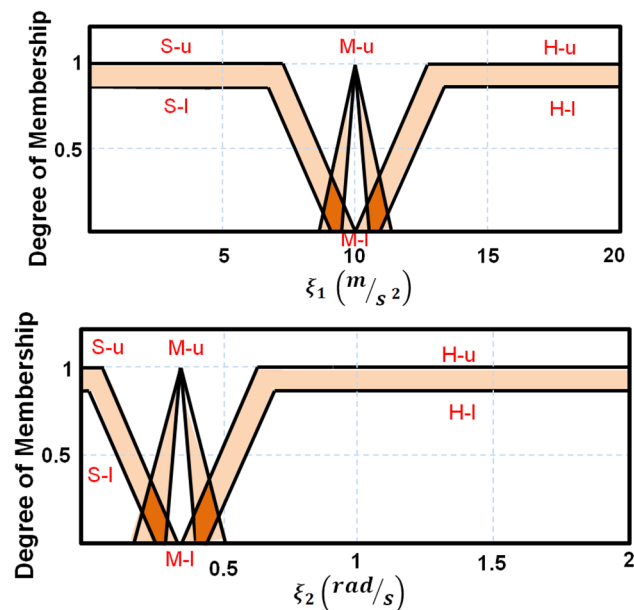 S-u M-u H-u
1
S-l H-l
0.5
Degree of Membership
M-l
5 10 15 20
ξ₁ (m/s²)
S-u M-u H-u
1
H-l
0.5
S-l
Degree of Membership
M-l
0.5 1 1.5 2
ξ₂ (rad/s)